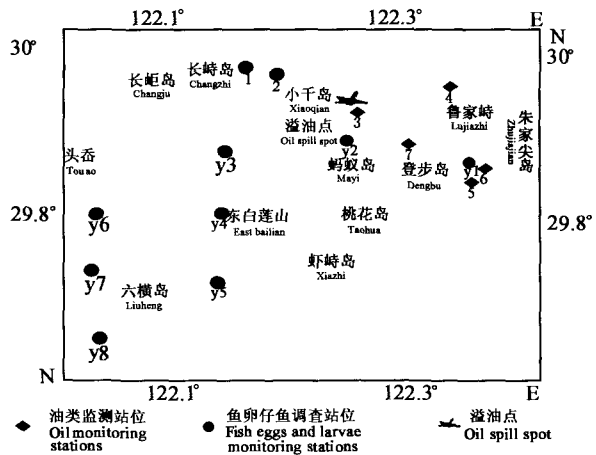 122.1° 122.3° E
30°
N
30°
长峙岛
Changzhi
长岠岛
Changju
1
2
小干岛
Xiaoqian
3
4
溢油点
Oil spill spot
鲁家峙
Lujiazhi
朱家尖岛
Zhujiajian
头岙
Tou ao
y3
y2
7
蚂蚁岛
Mayi
登步岛
Dengbu
y1
6
5
29.8°
29.8°
y6
y4
东白莲山
East bailian
桃花岛
Taohua
虾峙岛
Xiazhi
y7
六横岛
Liuheng
y5
y8
N
122.1° 122.3° E
油类监测站位
Oil monitoring
stations
鱼卵仔鱼调查站位
Fish eggs and larvae
monitoring stations
溢油点
Oil spill spot